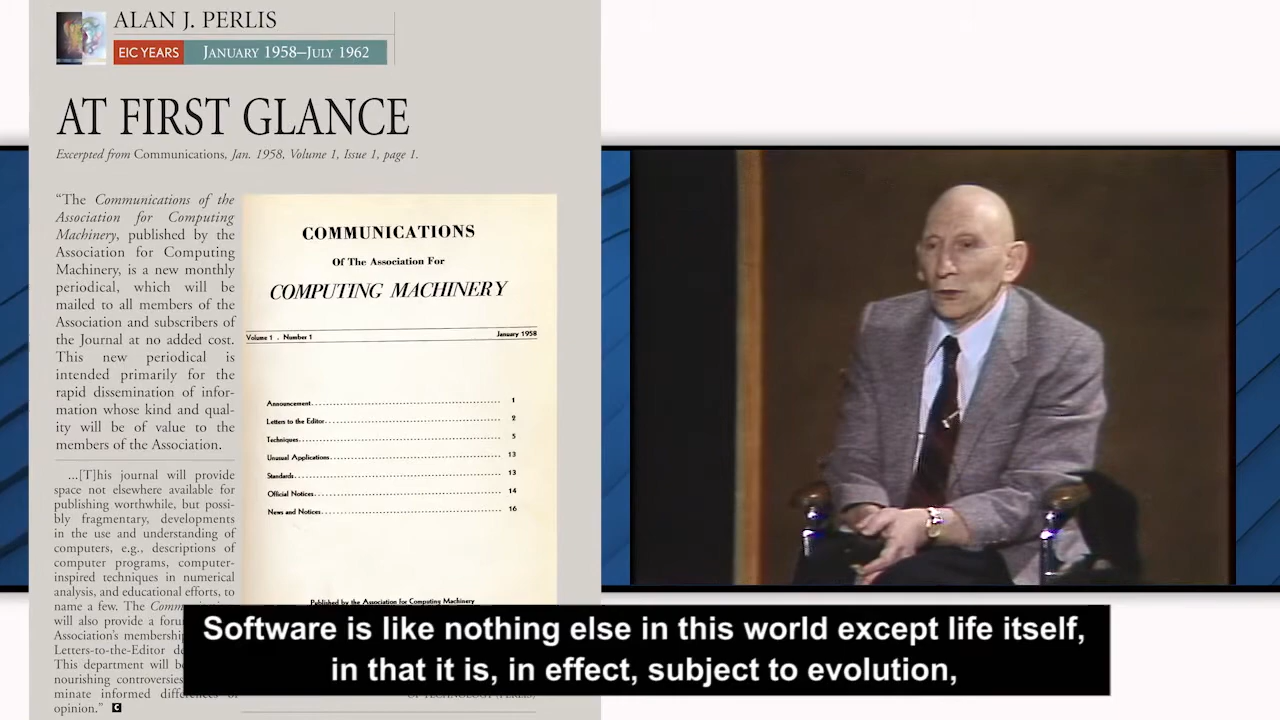 ALAN J. PERLIS
EIC YEARS JANUARY 1958–JULY 1962
AT FIRST GLANCE
Excerpted from Communications, Jan. 1958, Volume 1, Issue 1, page 1.
“The Communications of the
Association for Computing
Machinery, published by the
Association for Computing
Machinery, is a new monthly
periodical, which will be
mailed to all members of the
Association and subscribers of
the Journal at no added cost.
This new periodical is
intended primarily for the
rapid dissemination of infor-
mation whose kind and qual-
ity will be of value to the
members of the Association.
...[T]his journal will provide
space not elsewhere available for
publishing worthwhile, but possi-
bly fragmentary, developments
in the use and understanding of
computers, e.g., descriptions of
computer programs, computer-
inspired techniques in numerical
analysis, and educational efforts, to
name a few. The
will also provide a
Association’s
Letters-to-the-Editor
This department will
nourishing
minate informed
opinion.” C
COMMUNICATIONS
Of The Association For
COMPUTING MACHINERY
Volume 1 . Number 1 January 1958
Announcement 1
Letters to the Editor 2
Techniques 5
Unusual Applications 13
Standards 13
Official Notices 14
News and Notices 16
Published by the Association for Computing Machinery
Software is like nothing else in this world except life itself,
in that it is, in effect, subject to evolution,